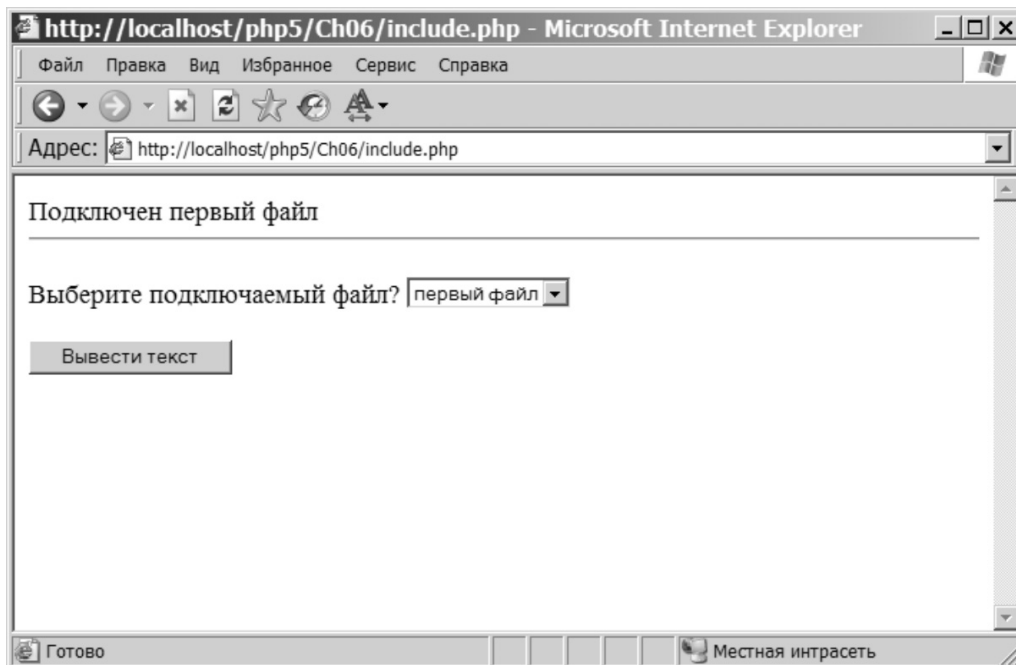 http://localhost/php5/Ch06/include.php - Microsoft Internet Explorer
Файл Правка Вид Избранное Сервис Справка
Адрес: http://localhost/php5/Ch06/include.php
Подключен первый файл
Выберите подключаемый файл? первый файл
Вывести текст
Готово Местная интрасеть